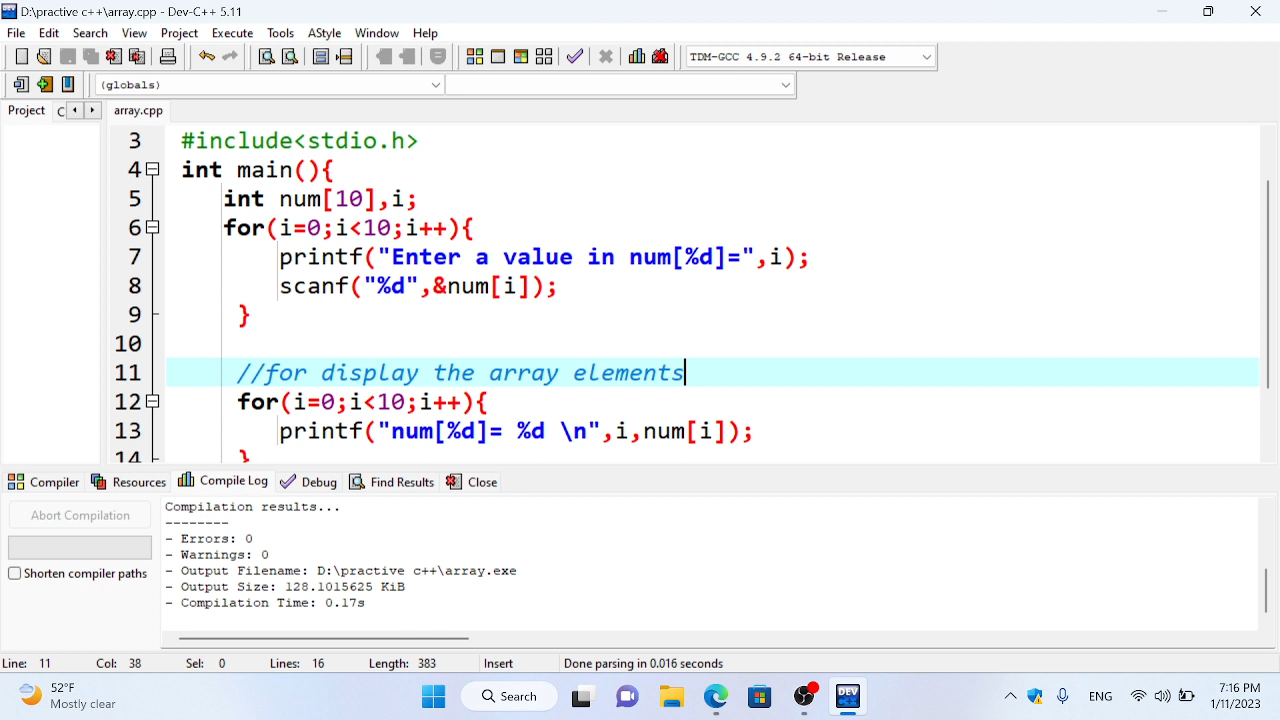 D:\practive c++\array.cpp - Dev-C++ 5.11
File Edit Search View Project Execute Tools AStyle Window Help
TDM-GCC 4.9.2 64-bit Release
(globals)
Project C array.cpp
3 #include<stdio.h>
4 int main(){
5 int num[10],i;
6 for(i=0;i<10;i++){
7 printf("Enter a value in num[%d]=",i);
8 scanf("%d",&num[i]);
9 }
10
11 //for display the array elements
12 for(i=0;i<10;i++){
13 printf("num[%d]= %d \n",i,num[i]);
14 }
Compiler Resources Compile Log Debug Find Results Close
Abort Compilation
Shorten compiler paths
Compilation results...
--------
- Errors: 0
- Warnings: 0
- Output Filename: D:\practive c++\array.exe
- Output Size: 128.1015625 KiB
- Compilation Time: 0.17s
Line: 11 Col: 38 Sel: 0 Lines: 16 Length: 383 Insert Done parsing in 0.016 seconds
52°F
Mostly clear
Search
DEV
ENG
7:16 PM
1/11/2023